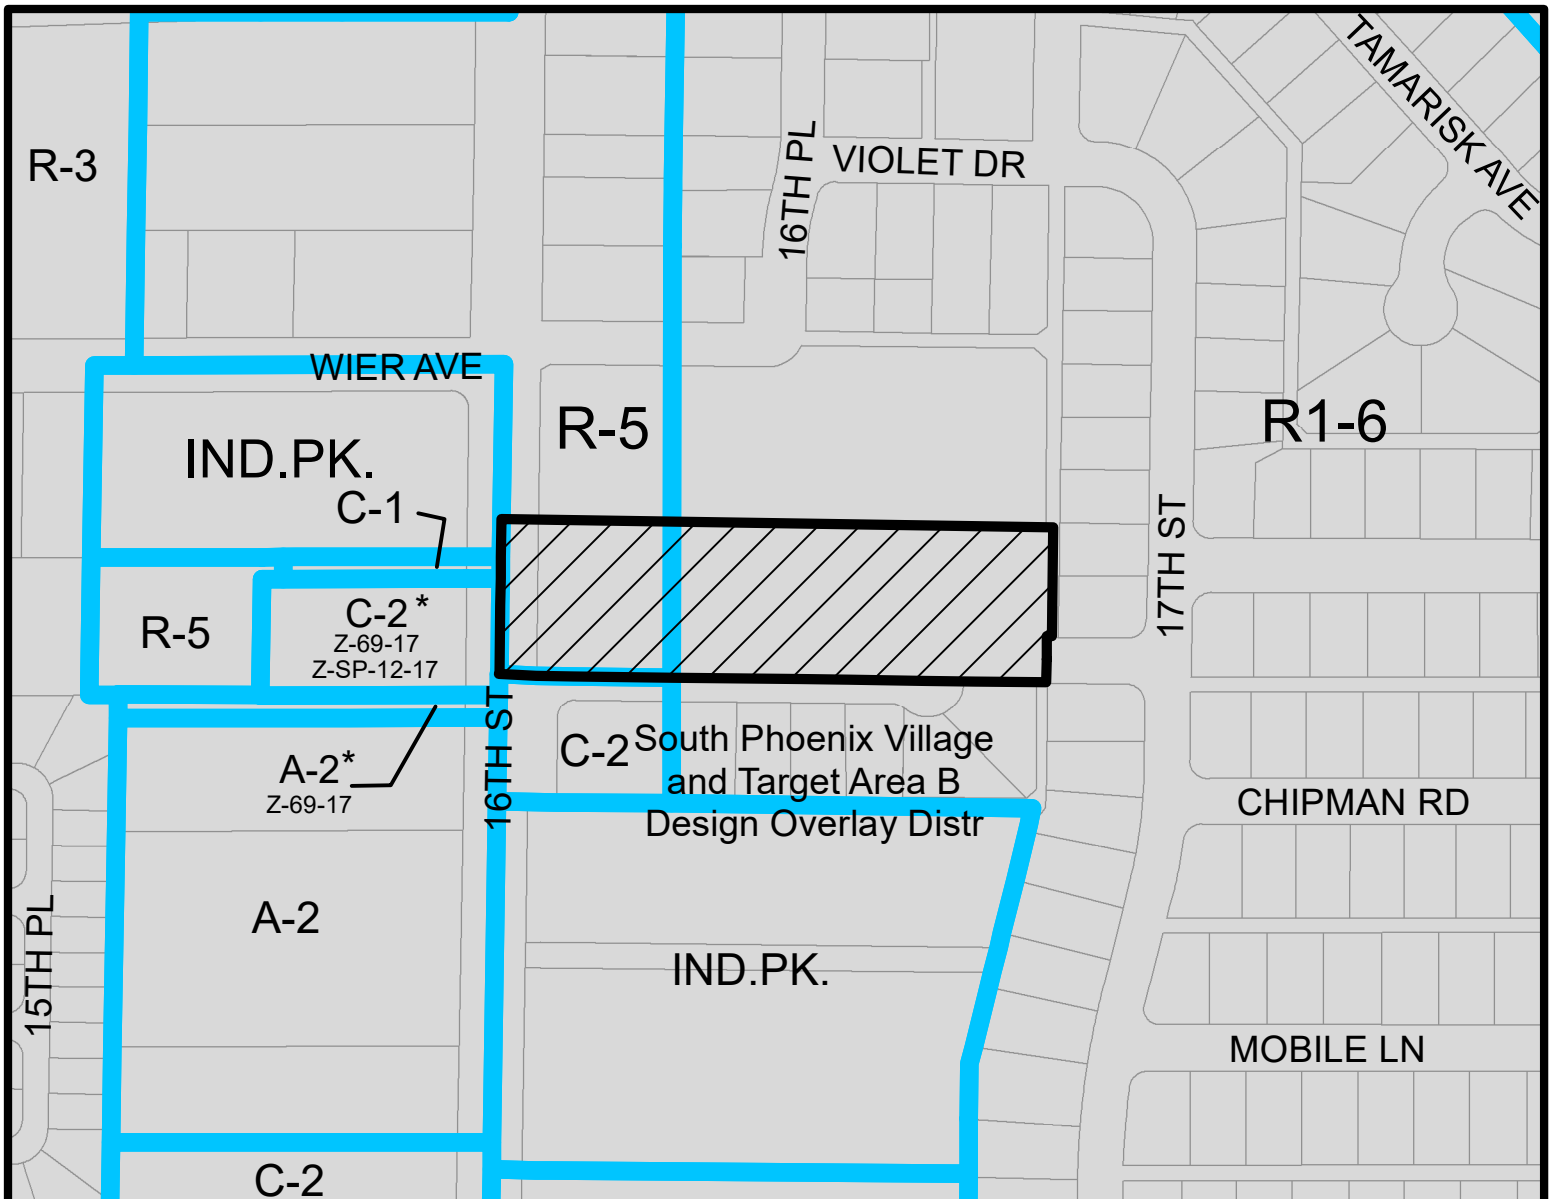 TAMARISK AVE
R-3
16TH PL
VIOLET DR
WIER AVE
R-5
R1-6
IND.PK.
C-1
17TH ST
C-2*
Z-69-17
Z-SP-12-17
R-5
16TH ST
C-2
South Phoenix Village
and Target Area B
Design Overlay Distr
A-2*
Z-69-17
CHIPMAN RD
A-2
15TH PL
IND.PK.
MOBILE LN
C-2